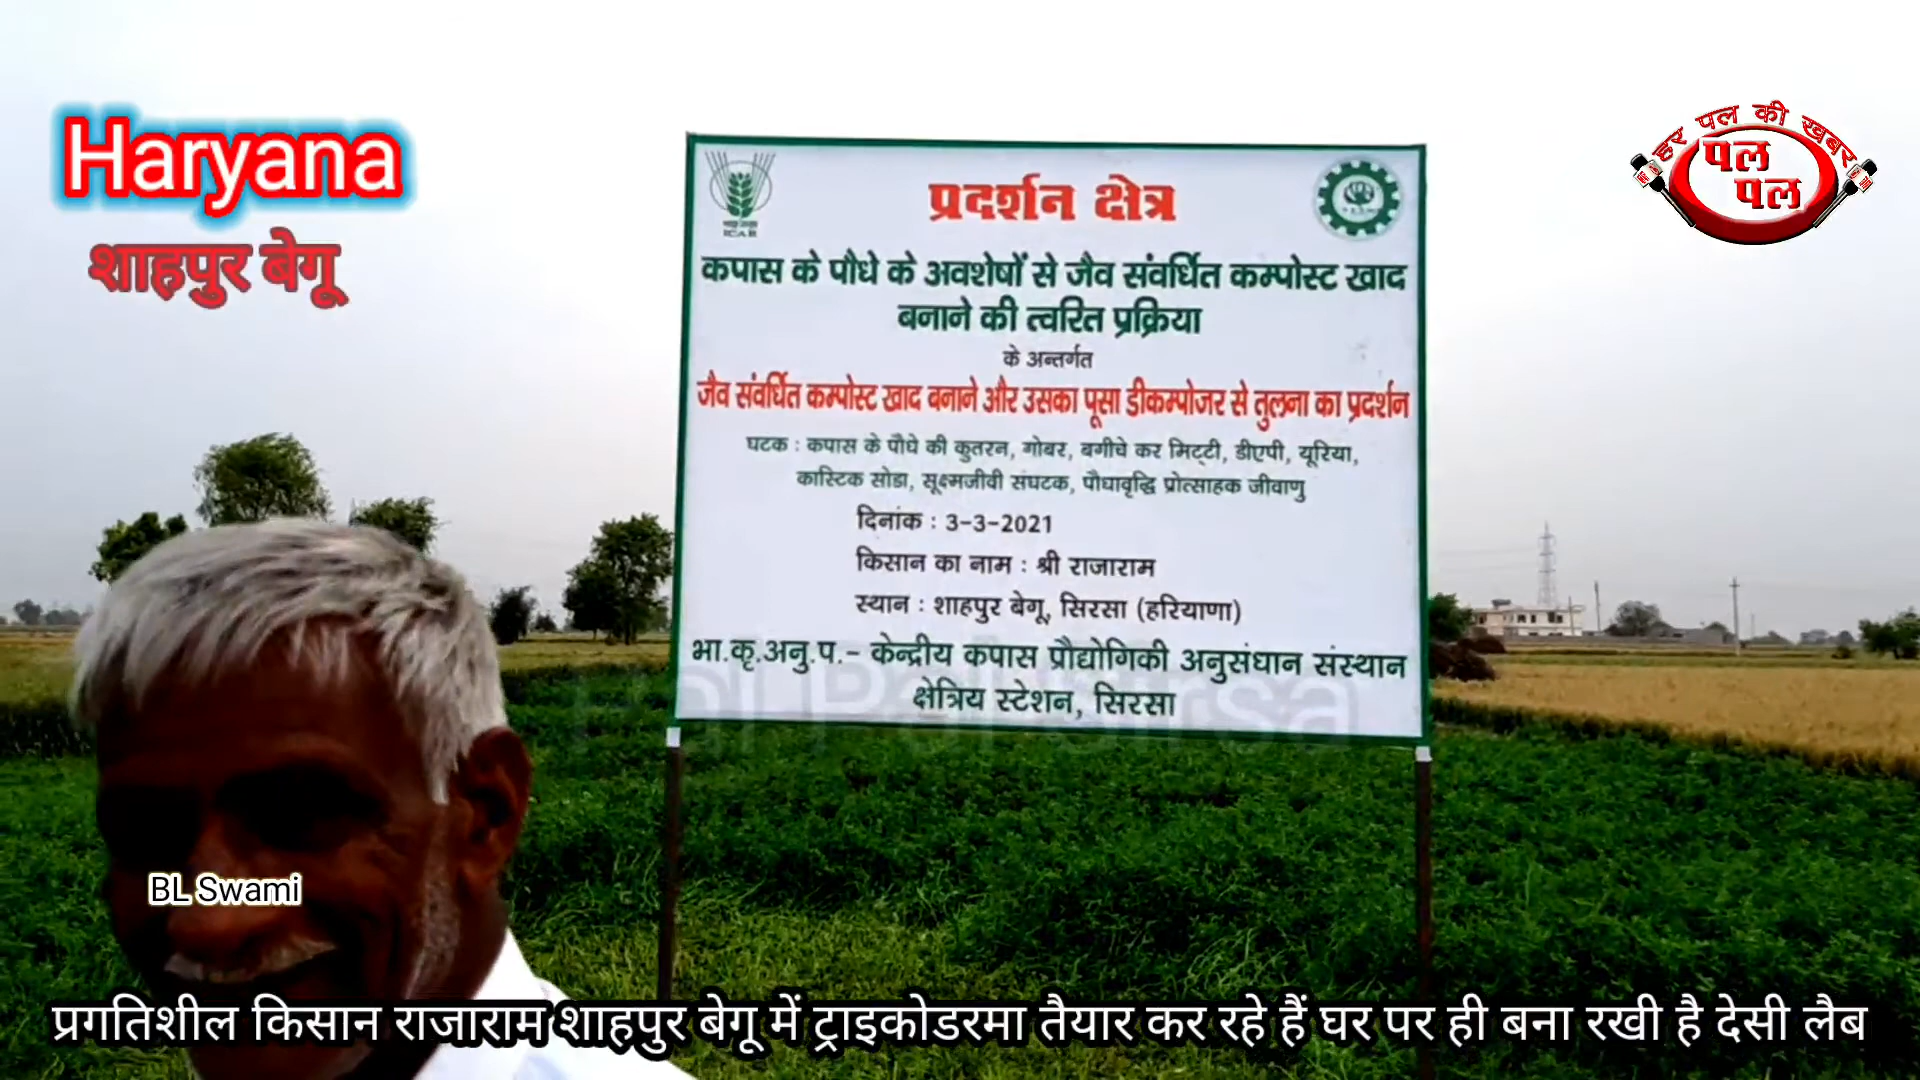 Haryana
शाहपुर बेगू
हर पल की खबर
पल
पल
ICAR
प्रदर्शन क्षेत्र
कपास के पौधे के अवशेषों से जैव संवर्धित कम्पोस्ट खाद
बनाने की त्वरित प्रक्रिया
के अन्तर्गत
जैव संवर्धित कम्पोस्ट खाद बनाने और उसका पूसा डीकम्पोजर से तुलना का प्रदर्शन
घटक : कपास के पौधे की कुतरन, गोबर, बगीचे कर मिट्टी, डीएपी, यूरिया,
कास्टिक सोडा, सूक्ष्मजीवी संघटक, पौधावृद्धि प्रोत्साहक जीवाणु
दिनांक : 3-3-2021
किसान का नाम : श्री राजाराम
स्थान : शाहपुर बेगू, सिरसा (हरियाणा)
भा.कृ.अनु.प.- केन्द्रीय कपास प्रौद्योगिकी अनुसंधान संस्थान
क्षेत्रिय स्टेशन, सिरसा
Pal Pal Sirsa
BL Swami
प्रगतिशील किसान राजाराम शाहपुर बेगू में ट्राइकोडरमा तैयार कर रहे हैं घर पर ही बना रखी है देसी लैब